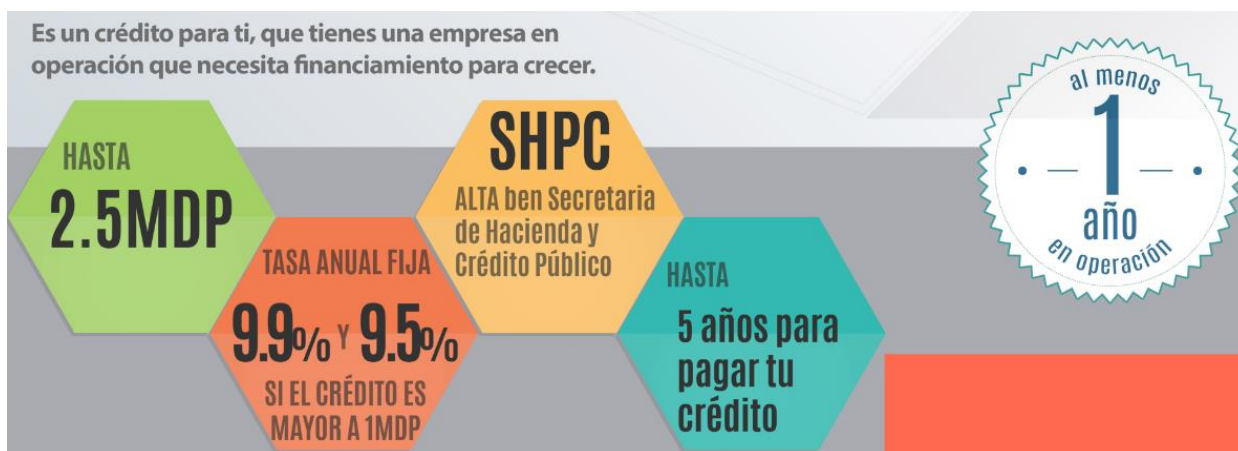 Es un crédito para ti, que tienes una empresa en
operación que necesita financiamiento para crecer.
HASTA
2.5MDP
TASA ANUAL FIJA
9.9% Y 9.5%
SI EL CRÉDITO ES
MAYOR A 1MDP
SHPC
ALTA ben Secretaria
de Hacienda y
Crédito Público
HASTA
5 años para
pagar tu
crédito
al menos
1
año
en operación